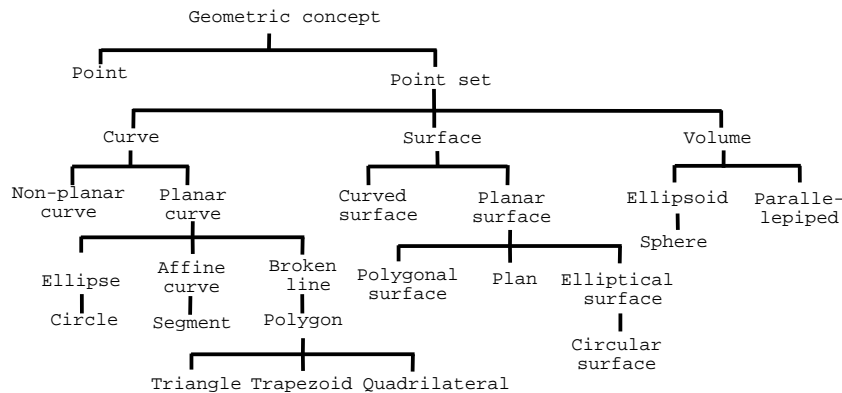 Geometric concept
Point
Point set
Curve
Surface
Volume
Non-planar
curve
Planar
curve
Curved
surface
Planar
surface
Ellipsoid
Paralle-
lepiped
Sphere
Ellipse
Affine
curve
Broken
line
Polygonal
surface
Plan
Elliptical
surface
Circle
Segment
Polygon
Circular
surface
Triangle
Trapezoid
Quadrilateral